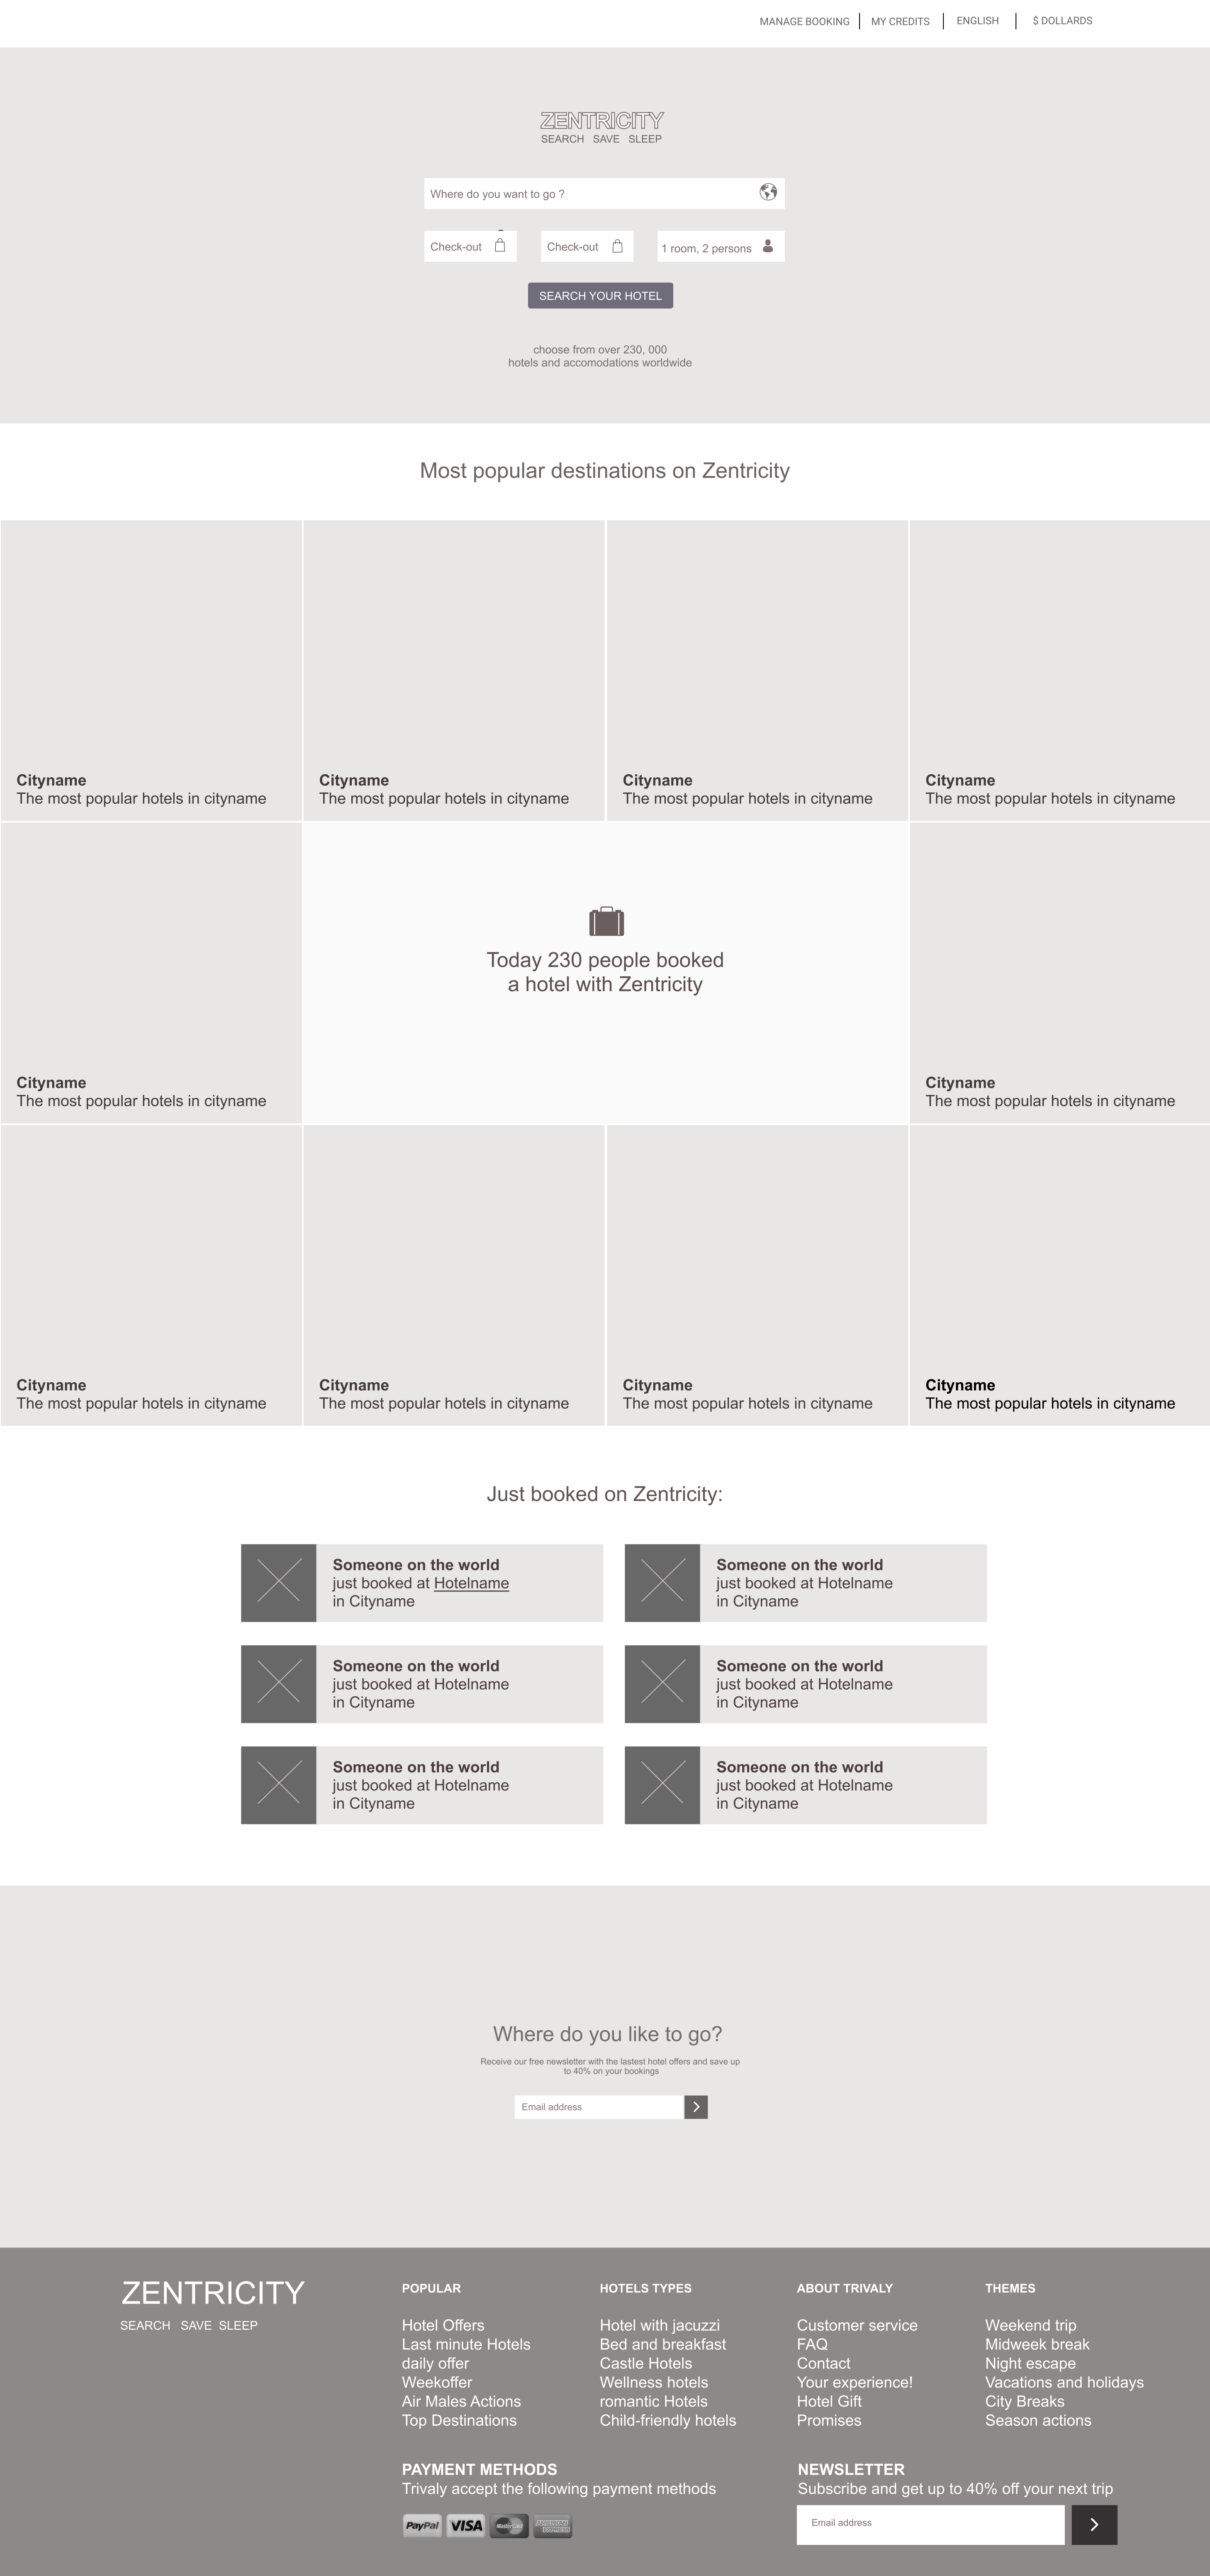 MANAGE BOOKING MY CREDITS ENGLISH $ DOLLARDS
ZENTRICITY
SEARCH SAVE SLEEP
Where do you want to go ?
Check-out Check-out 1 room, 2 persons
SEARCH YOUR HOTEL
choose from over 230, 000
hotels and accomodations worldwide
Most popular destinations on Zentricity
Cityname
The most popular hotels in cityname
Cityname
The most popular hotels in cityname
Cityname
The most popular hotels in cityname
Cityname
The most popular hotels in cityname
Cityname
The most popular hotels in cityname
Today 230 people booked
a hotel with Zentricity
Cityname
The most popular hotels in cityname
Cityname
The most popular hotels in cityname
Cityname
The most popular hotels in cityname
Cityname
The most popular hotels in cityname
Cityname
The most popular hotels in cityname
Just booked on Zentricity:
Someone on the world
just booked at Hotelname
in Cityname
Someone on the world
just booked at Hotelname
in Cityname
Someone on the world
just booked at Hotelname
in Cityname
Someone on the world
just booked at Hotelname
in Cityname
Someone on the world
just booked at Hotelname
in Cityname
Someone on the world
just booked at Hotelname
in Cityname
Where do you like to go?
Receive our free newsletter with the lastest hotel offers and save up
to 40% on your bookings
Email address
ZENTRICITY
SEARCH SAVE SLEEP
POPULAR
Hotel Offers
Last minute Hotels
daily offer
Weekoffer
Air Males Actions
Top Destinations
HOTELS TYPES
Hotel with jacuzzi
Bed and breakfast
Castle Hotels
Wellness hotels
romantic Hotels
Child-friendly hotels
ABOUT TRIVALY
Customer service
FAQ
Contact
Your experience!
Hotel Gift
Promises
THEMES
Weekend trip
Midweek break
Night escape
Vacations and holidays
City Breaks
Season actions
PAYMENT METHODS
Trivaly accept the following payment methods
PayPal VISA MasterCard AMERICAN EXPRESS
NEWSLETTER
Subscribe and get up to 40% off your next trip
Email address